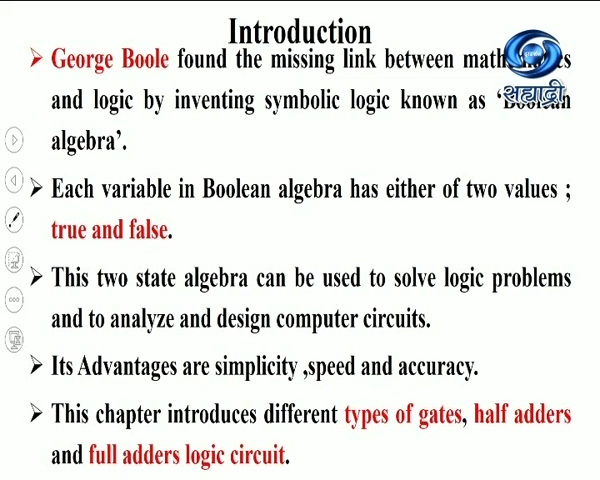 Introduction
➤ George Boole found the missing link between mathematics
सह्याद्री
and logic by inventing symbolic logic known as ‘Boolean
algebra’.
➤ Each variable in Boolean algebra has either of two values ;
true and false.
➤ This two state algebra can be used to solve logic problems
and to analyze and design computer circuits.
➤ Its Advantages are simplicity ,speed and accuracy.
➤ This chapter introduces different types of gates, half adders
and full adders logic circuit.